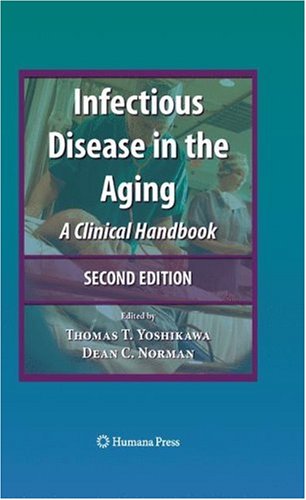 Infectious
Disease in the
Aging
A Clinical Handbook
SECOND EDITION
Edited by
THOMAS T. YOSHIKAWA
DEAN C. NORMAN
Humana Press